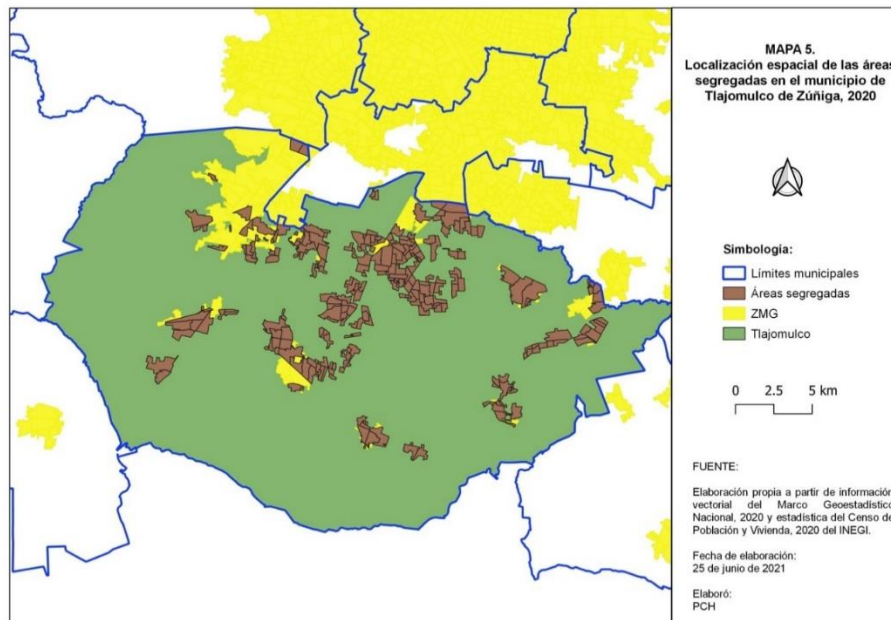 MAPA 5.
Localización espacial de las áreas
segregadas en el municipio de
Tlajomulco de Zúñiga, 2020
Simbología:
Límites municipales
Áreas segregadas
ZMG
Tlajomulco
0 2.5 5 km
FUENTE:
Elaboración propia a partir de información
vectorial del Marco Geoestadístico
Nacional, 2020 y estadística del Censo de
Población y Vivienda, 2020 del INEGI.
Fecha de elaboración:
25 de junio de 2021
Elaboró:
PCH